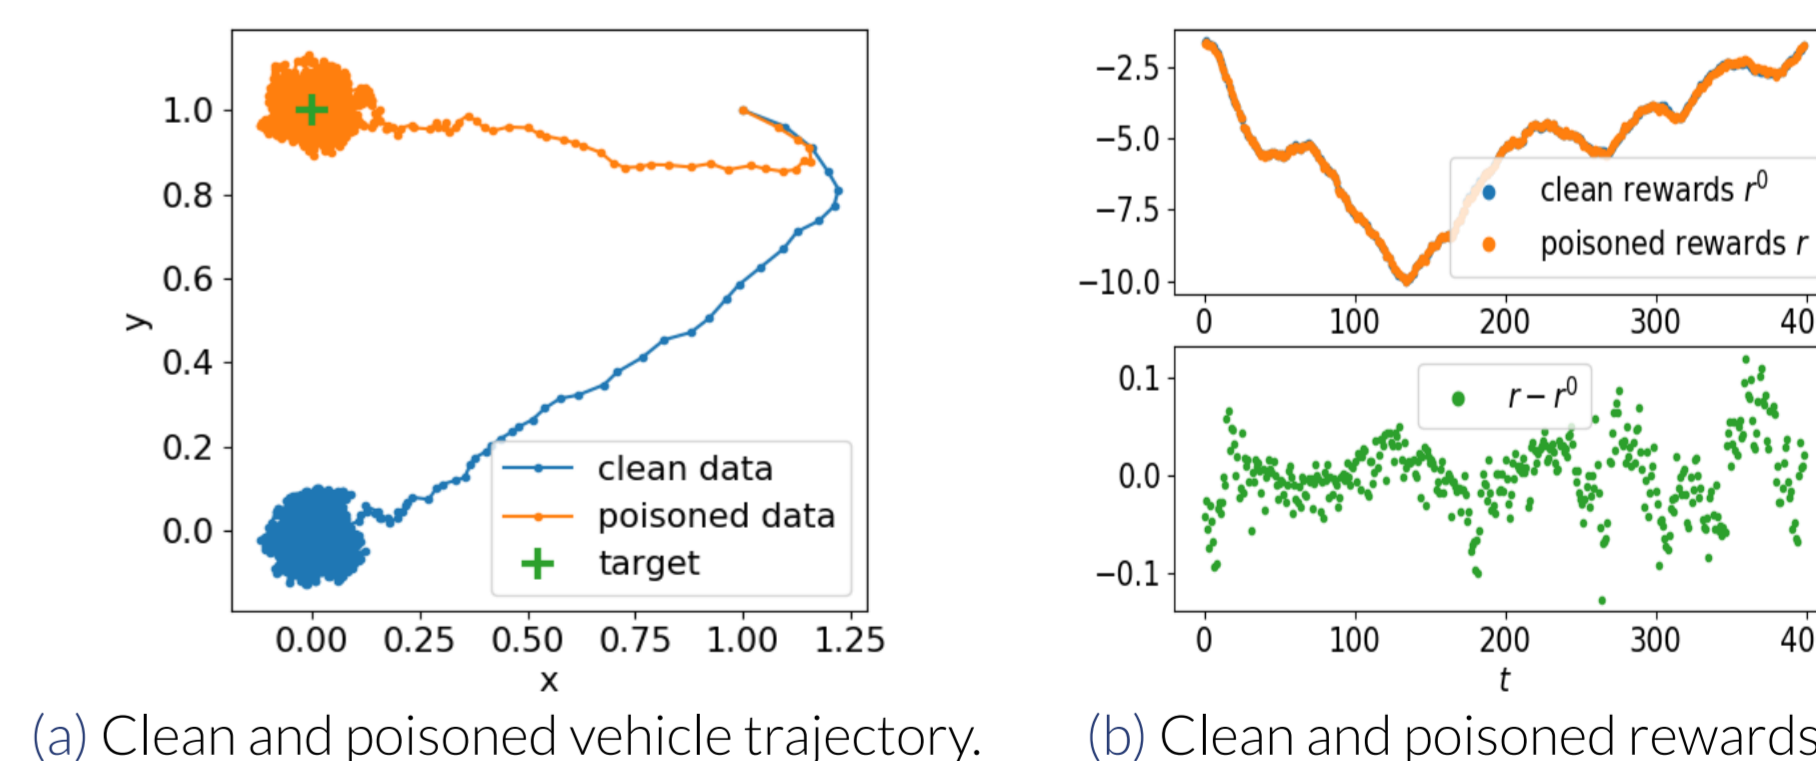 1.0
0.8
0.6
0.4
0.2
0.0
y
clean data
poisoned data
target
0.00 0.25 0.50 0.75 1.00 1.25
x
(a) Clean and poisoned vehicle trajectory.
−2.5
−5.0
−7.5
−10.0
clean rewards r⁰
poisoned rewards r
0 100 200 300 40
0.1
0.0
−0.1
r − r⁰
0 100 200 300 40
t
(b) Clean and poisoned rewards